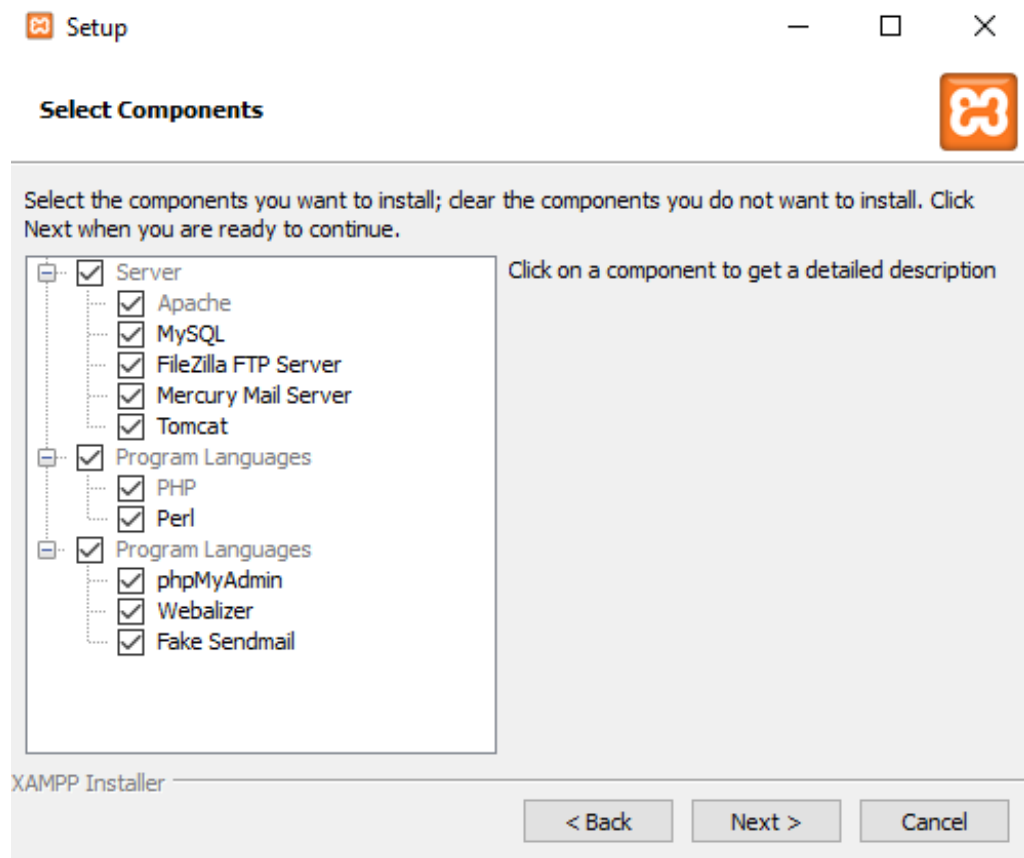 Setup
Select Components
Select the components you want to install; clear the components you do not want to install. Click
Next when you are ready to continue.
Server
Apache
MySQL
FileZilla FTP Server
Mercury Mail Server
Tomcat
Program Languages
PHP
Perl
Program Languages
phpMyAdmin
Webalizer
Fake Sendmail
Click on a component to get a detailed description
XAMPP Installer
< Back
Next >
Cancel